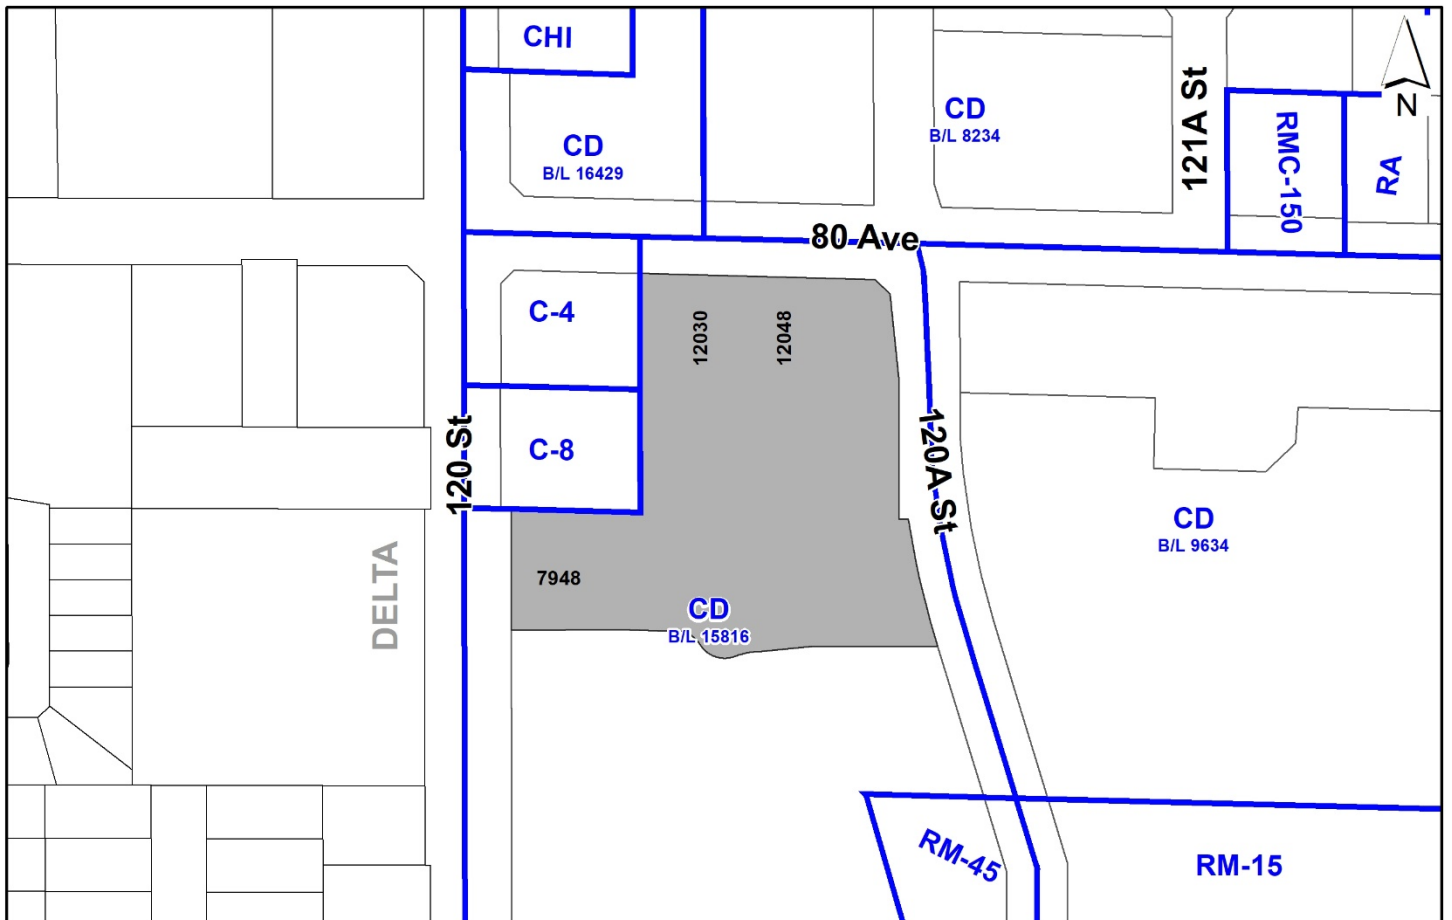 CHI
CD
B/L 16429
CD
B/L 8234
121A St
RMC-150
RA
N
80 Ave
C-4
12030
12048
C-8
120 St
120A St
CD
B/L 9634
DELTA
7948
CD
B/L 15816
RM-45
RM-15